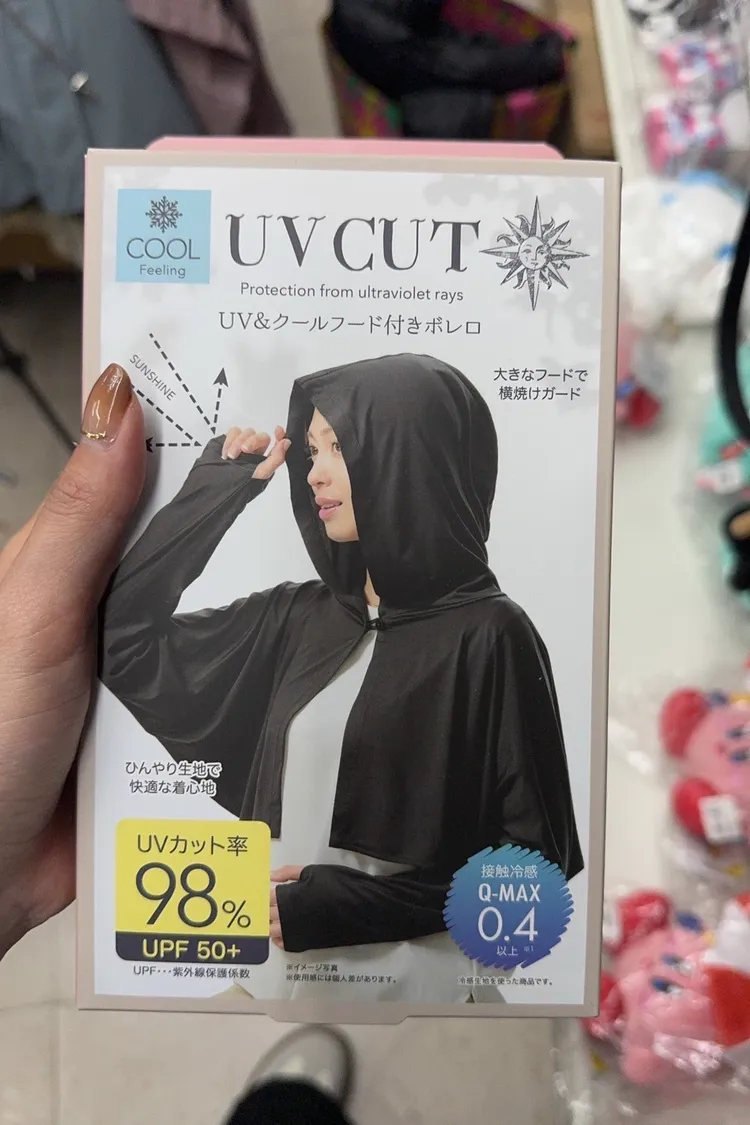 COOL
Feeling
UV CUT
Protection from ultraviolet rays
UV&クールフード付きボレロ
SUNSHINE
大きなフードで
横焼けガード
ひんやり生地で
快適な着心地
UVカット率
98%
UPF 50+
UPF…紫外線保護係数
接触冷感
Q-MAX
0.4
以上 ※1
※イメージ写真
※使用感には個人差があります。
冷感生地を使った商品です。